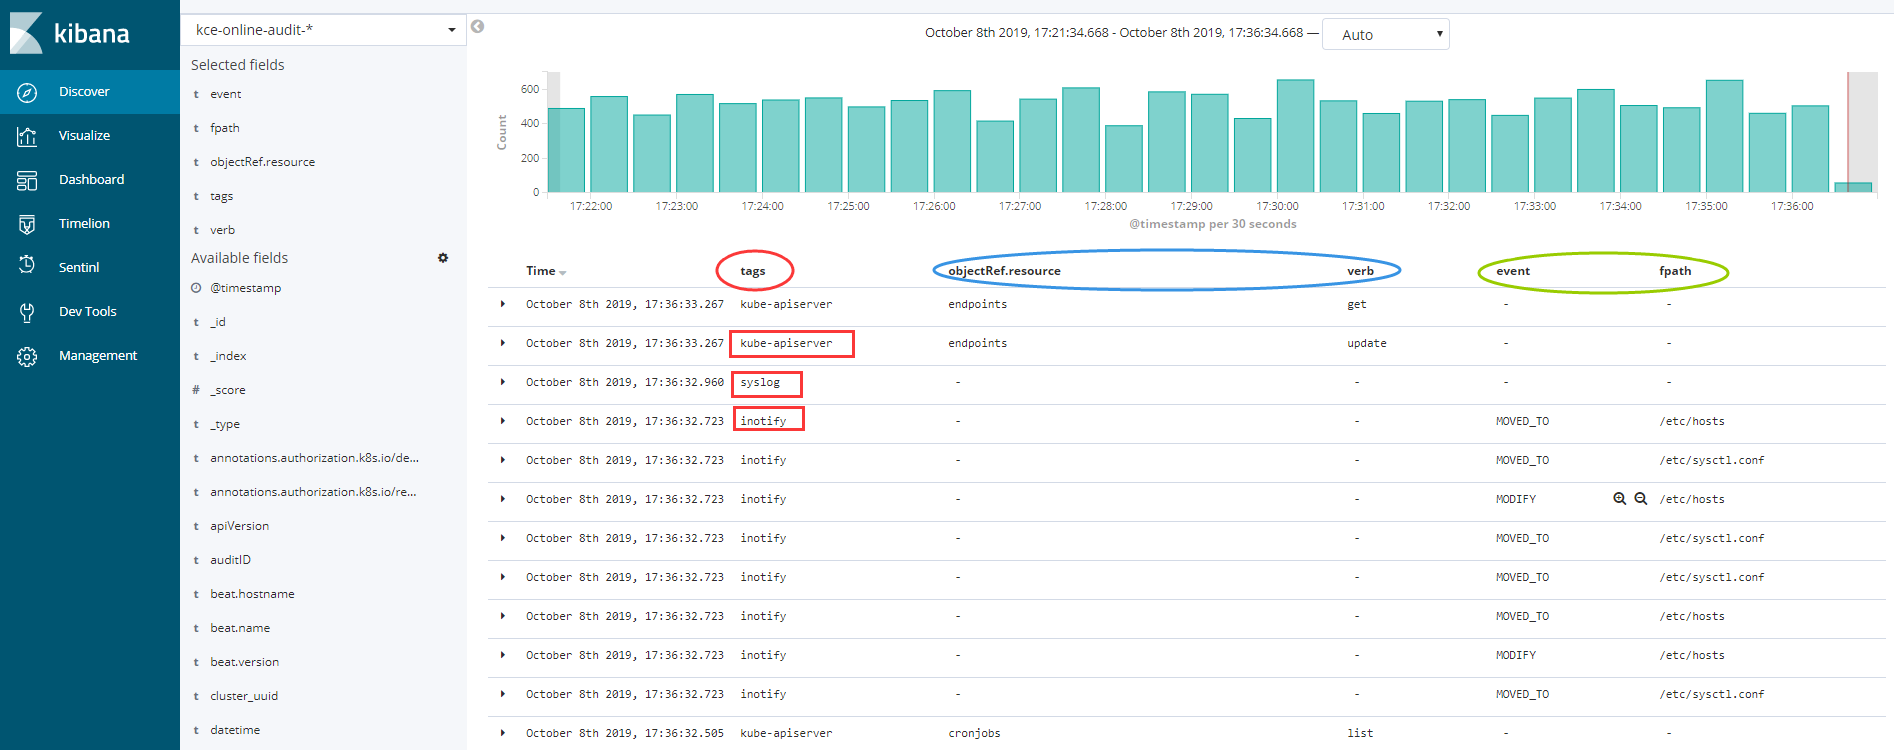 kibana
Discover
Visualize
Dashboard
Timelion
Sentinl
Dev Tools
Management
kce-online-audit-*
Selected fields
t event
t fpath
t objectRef.resource
t tags
t verb
Available fields
@timestamp
t _id
t _index
# _score
t _type
t annotations.authorization.k8s.io/de...
t annotations.authorization.k8s.io/re...
t apiVersion
t auditID
t beat.hostname
t beat.name
t beat.version
t cluster_uuid
t datetime
October 8th 2019, 17:21:34.668 - October 8th 2019, 17:36:34.668 — Auto
Count
600
400
200
0
17:22:00 17:23:00 17:24:00 17:25:00 17:26:00 17:27:00 17:28:00 17:29:00 17:30:00 17:31:00 17:32:00 17:33:00 17:34:00 17:35:00 17:36:00
@timestamp per 30 seconds
Time tags objectRef.resource verb event fpath
October 8th 2019, 17:36:33.267 kube-apiserver endpoints get - -
October 8th 2019, 17:36:33.267 kube-apiserver endpoints update - -
October 8th 2019, 17:36:32.960 syslog - - - -
October 8th 2019, 17:36:32.723 inotify - - MOVED_TO /etc/hosts
October 8th 2019, 17:36:32.723 inotify - - MOVED_TO /etc/sysctl.conf
October 8th 2019, 17:36:32.723 inotify - - MODIFY /etc/hosts
October 8th 2019, 17:36:32.723 inotify - - MOVED_TO /etc/sysctl.conf
October 8th 2019, 17:36:32.723 inotify - - MOVED_TO /etc/sysctl.conf
October 8th 2019, 17:36:32.723 inotify - - MOVED_TO /etc/hosts
October 8th 2019, 17:36:32.723 inotify - - MODIFY /etc/hosts
October 8th 2019, 17:36:32.723 inotify - - MOVED_TO /etc/sysctl.conf
October 8th 2019, 17:36:32.505 kube-apiserver cronjobs list - -